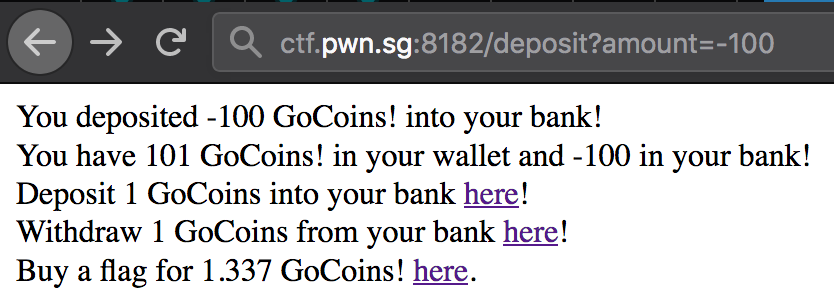 ctf.pwn.sg:8182/deposit?amount=-100
You deposited -100 GoCoins! into your bank!
You have 101 GoCoins! in your wallet and -100 in your bank!
Deposit 1 GoCoins into your bank here!
Withdraw 1 GoCoins from your bank here!
Buy a flag for 1.337 GoCoins! here.